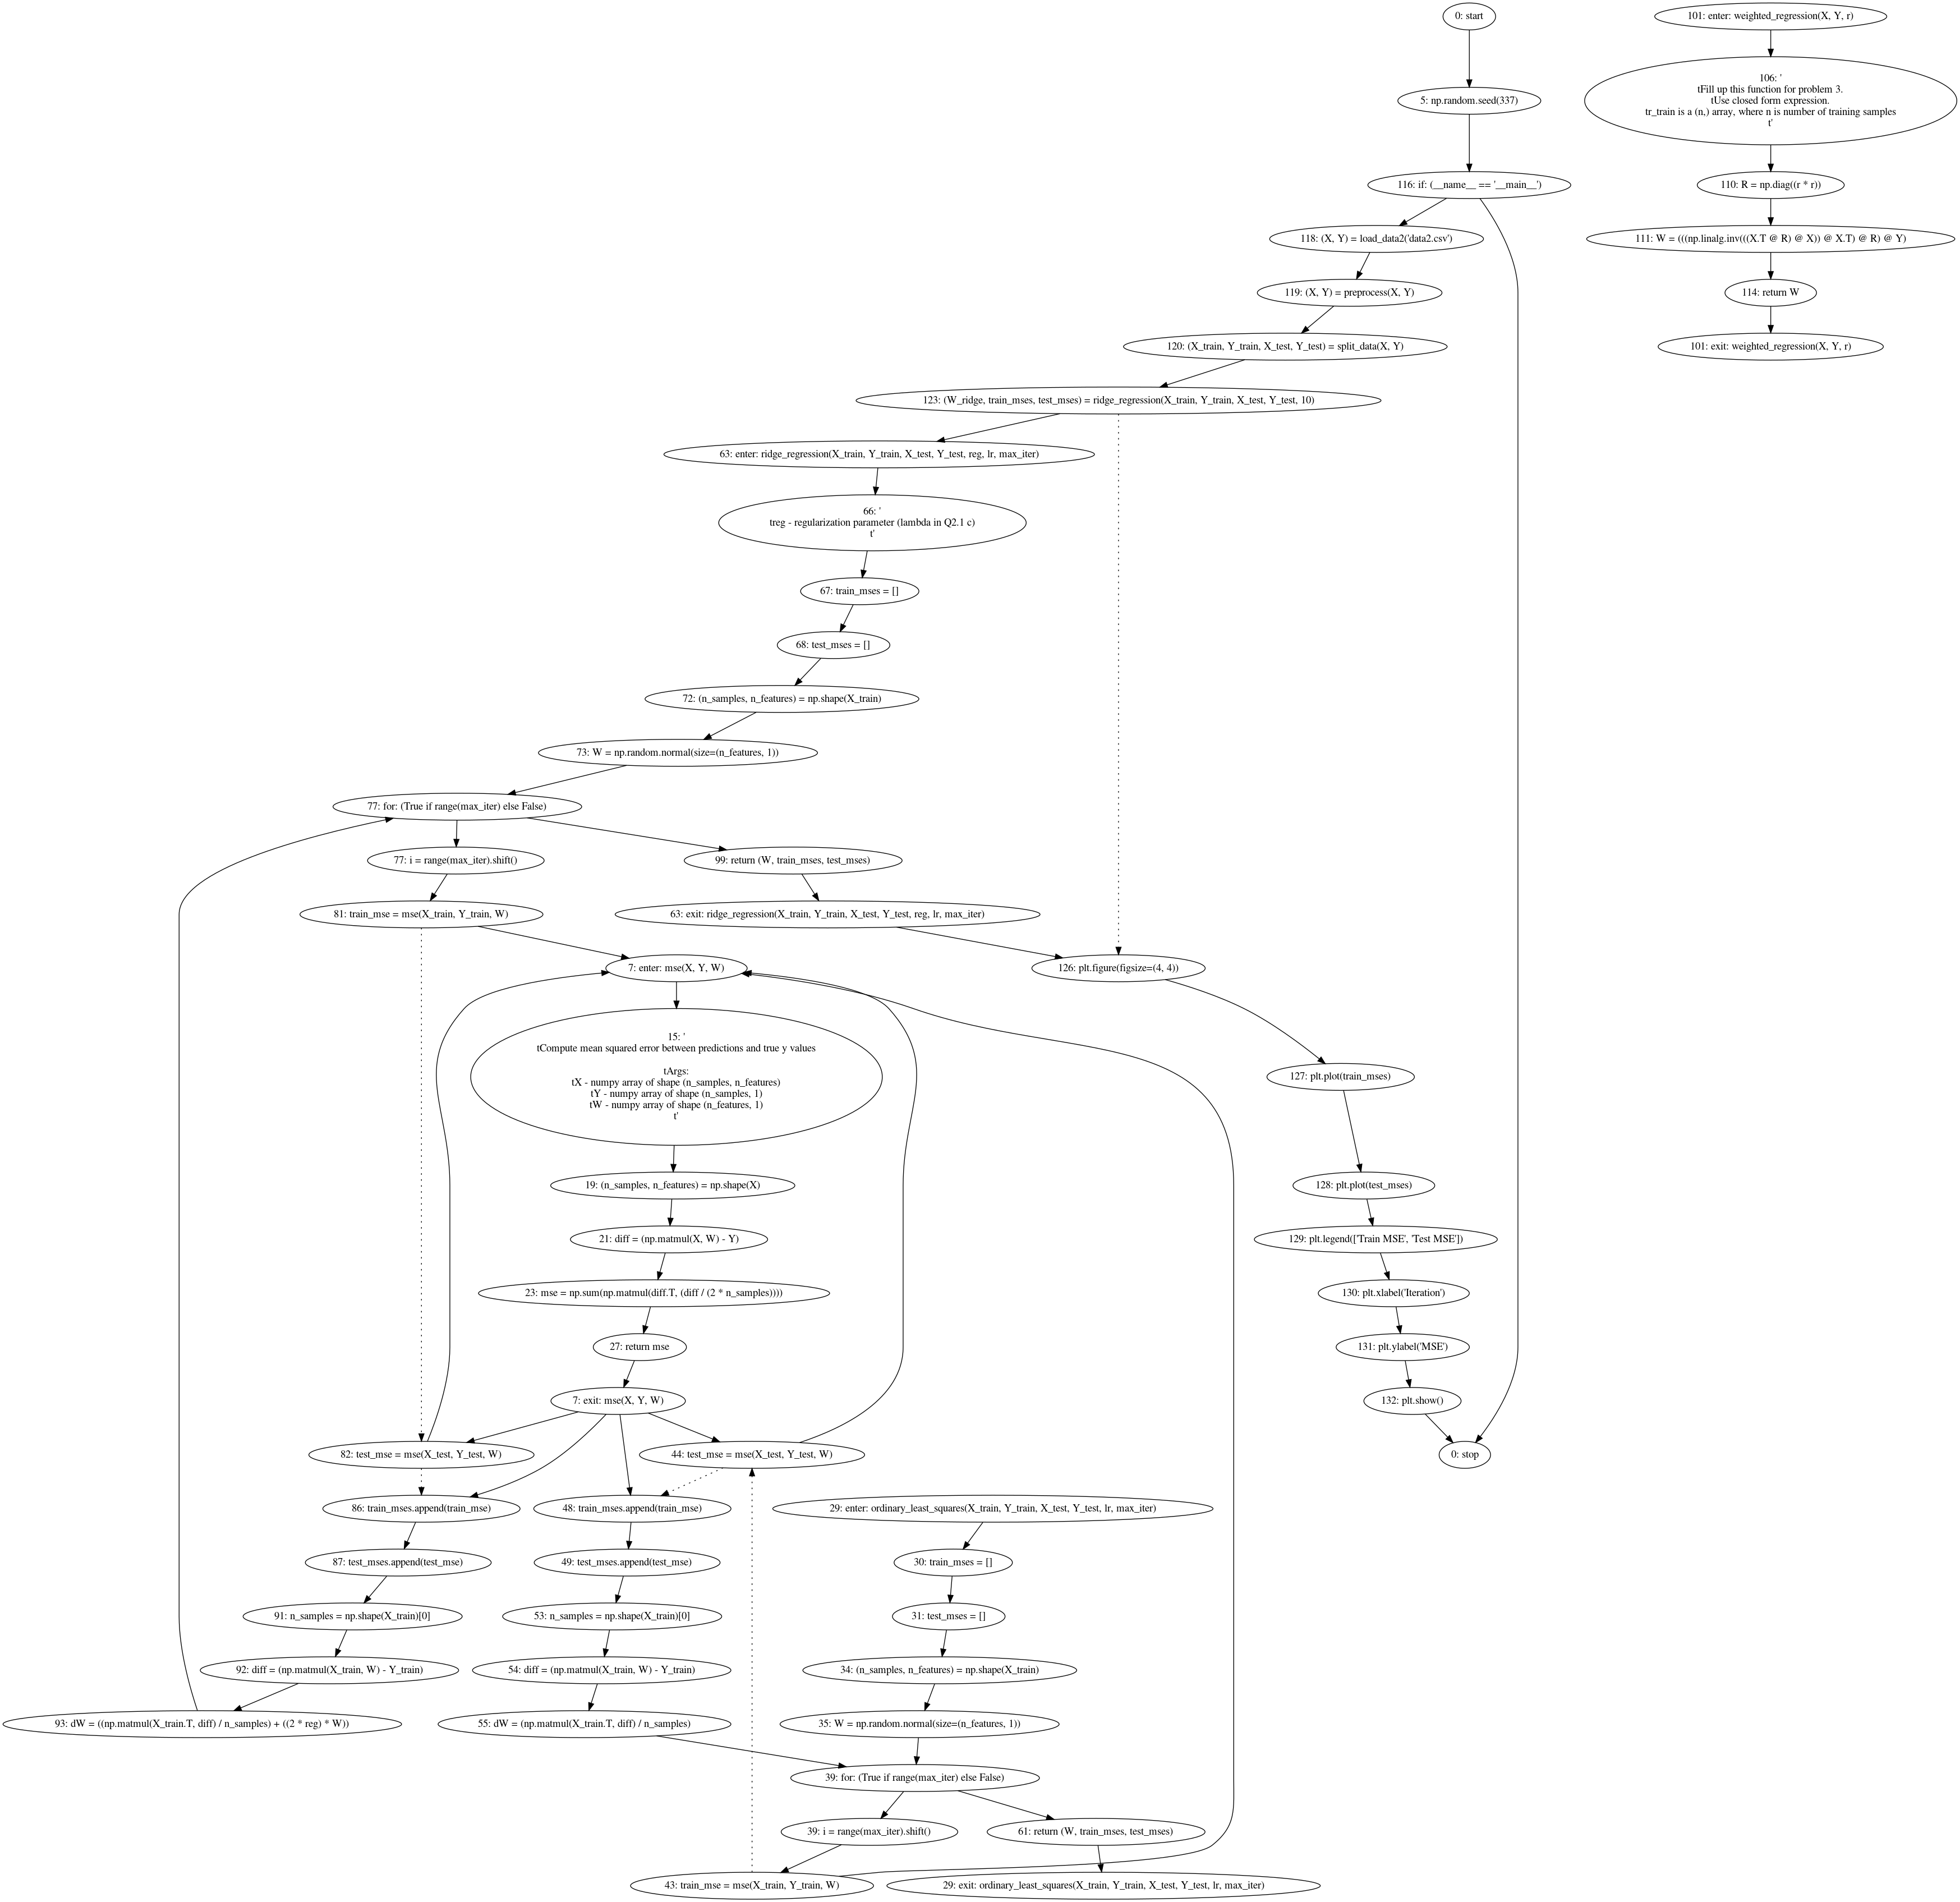 0: start
5: np.random.seed(337)
116: if: (__name__ == '__main__')
118: (X, Y) = load_data2('data2.csv')
119: (X, Y) = preprocess(X, Y)
120: (X_train, Y_train, X_test, Y_test) = split_data(X, Y)
123: (W_ridge, train_mses, test_mses) = ridge_regression(X_train, Y_train, X_test, Y_test, 10)
63: enter: ridge_regression(X_train, Y_train, X_test, Y_test, reg, lr, max_iter)
66: '
treg - regularization parameter (lambda in Q2.1 c)
t'
67: train_mses = []
68: test_mses = []
72: (n_samples, n_features) = np.shape(X_train)
73: W = np.random.normal(size=(n_features, 1))
77: for: (True if range(max_iter) else False)
77: i = range(max_iter).shift()
99: return (W, train_mses, test_mses)
81: train_mse = mse(X_train, Y_train, W)
63: exit: ridge_regression(X_train, Y_train, X_test, Y_test, reg, lr, max_iter)
7: enter: mse(X, Y, W)
126: plt.figure(figsize=(4, 4))
15: '
tCompute mean squared error between predictions and true y values
tArgs:
tX - numpy array of shape (n_samples, n_features)
tY - numpy array of shape (n_samples, 1)
tW - numpy array of shape (n_features, 1)
t'
127: plt.plot(train_mses)
19: (n_samples, n_features) = np.shape(X)
128: plt.plot(test_mses)
21: diff = (np.matmul(X, W) - Y)
129: plt.legend(['Train MSE', 'Test MSE'])
23: mse = np.sum(np.matmul(diff.T, (diff / (2 * n_samples))))
130: plt.xlabel('Iteration')
27: return mse
131: plt.ylabel('MSE')
7: exit: mse(X, Y, W)
132: plt.show()
82: test_mse = mse(X_test, Y_test, W)
44: test_mse = mse(X_test, Y_test, W)
0: stop
86: train_mses.append(train_mse)
48: train_mses.append(train_mse)
29: enter: ordinary_least_squares(X_train, Y_train, X_test, Y_test, lr, max_iter)
87: test_mses.append(test_mse)
49: test_mses.append(test_mse)
30: train_mses = []
91: n_samples = np.shape(X_train)[0]
53: n_samples = np.shape(X_train)[0]
31: test_mses = []
92: diff = (np.matmul(X_train, W) - Y_train)
54: diff = (np.matmul(X_train, W) - Y_train)
34: (n_samples, n_features) = np.shape(X_train)
93: dW = ((np.matmul(X_train.T, diff) / n_samples) + ((2 * reg) * W))
55: dW = (np.matmul(X_train.T, diff) / n_samples)
35: W = np.random.normal(size=(n_features, 1))
39: for: (True if range(max_iter) else False)
39: i = range(max_iter).shift()
61: return (W, train_mses, test_mses)
43: train_mse = mse(X_train, Y_train, W)
29: exit: ordinary_least_squares(X_train, Y_train, X_test, Y_test, lr, max_iter)
101: enter: weighted_regression(X, Y, r)
106: '
tFill up this function for problem 3.
tUse closed form expression.
tr_train is a (n,) array, where n is number of training samples
t'
110: R = np.diag((r * r))
111: W = (((np.linalg.inv(((X.T @ R) @ X)) @ X.T) @ R) @ Y)
114: return W
101: exit: weighted_regression(X, Y, r)